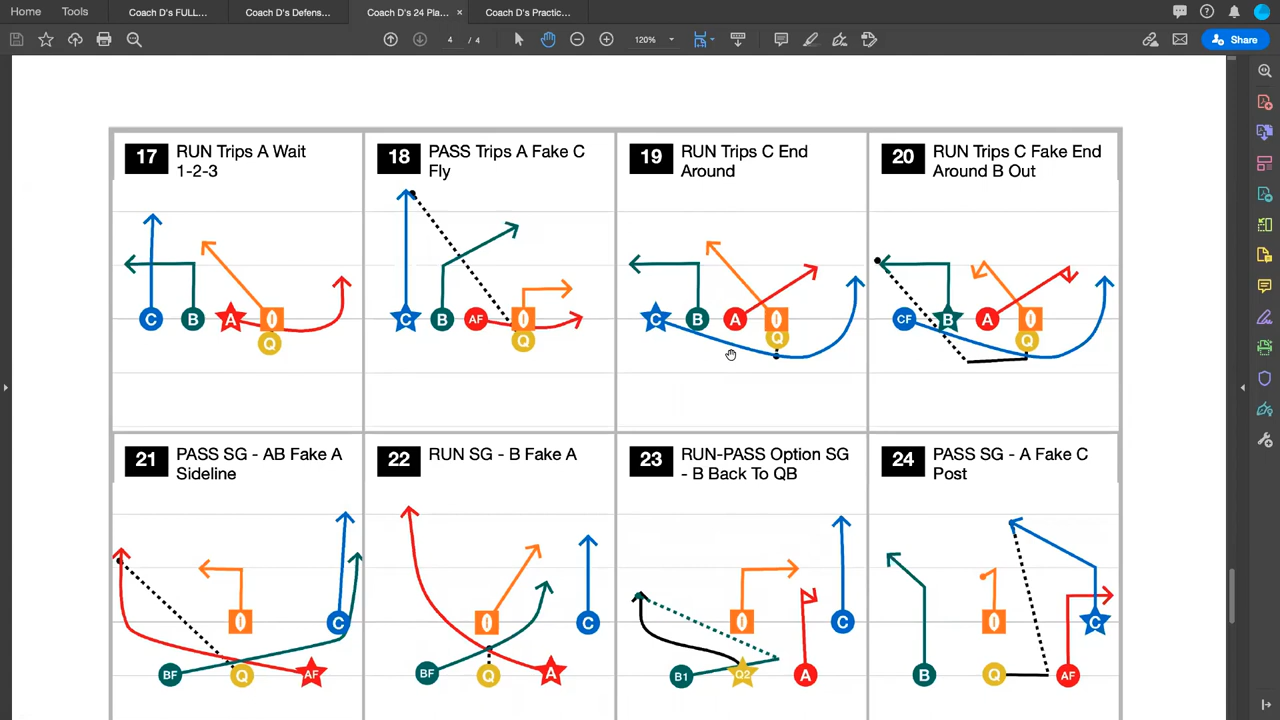 Home Tools Coach D's FULL... Coach D's Defens... Coach D's 24 Pla... × Coach D's Practic...
4 / 4 120% Share
17 RUN Trips A Wait
1-2-3
C B A O
Q
18 PASS Trips A Fake C
Fly
C B AF O
Q
19 RUN Trips C End
Around
C B A O
Q
20 RUN Trips C Fake End
Around B Out
CF B A O
Q
21 PASS SG - AB Fake A
Sideline
O C
BF Q AF
22 RUN SG - B Fake A
O C
BF Q A
23 RUN-PASS Option SG
- B Back To QB
O C
B1 Q2 A
24 PASS SG - A Fake C
Post
O C
B Q AF